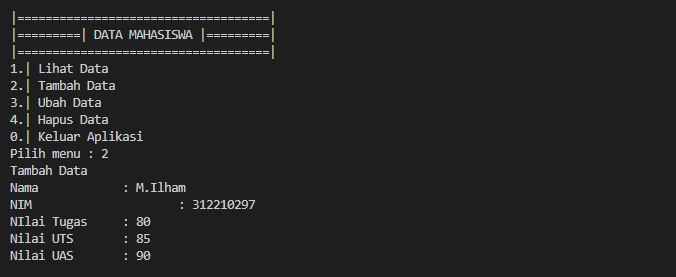 |====================================|
|=========| DATA MAHASISWA |=========|
|====================================|
1.| Lihat Data
2.| Tambah Data
3.| Ubah Data
4.| Hapus Data
0.| Keluar Aplikasi
Pilih menu : 2
Tambah Data
Nama            : M.Ilham
NIM                     : 312210297
NIlai Tugas     : 80
Nilai UTS       : 85
Nilai UAS       : 90